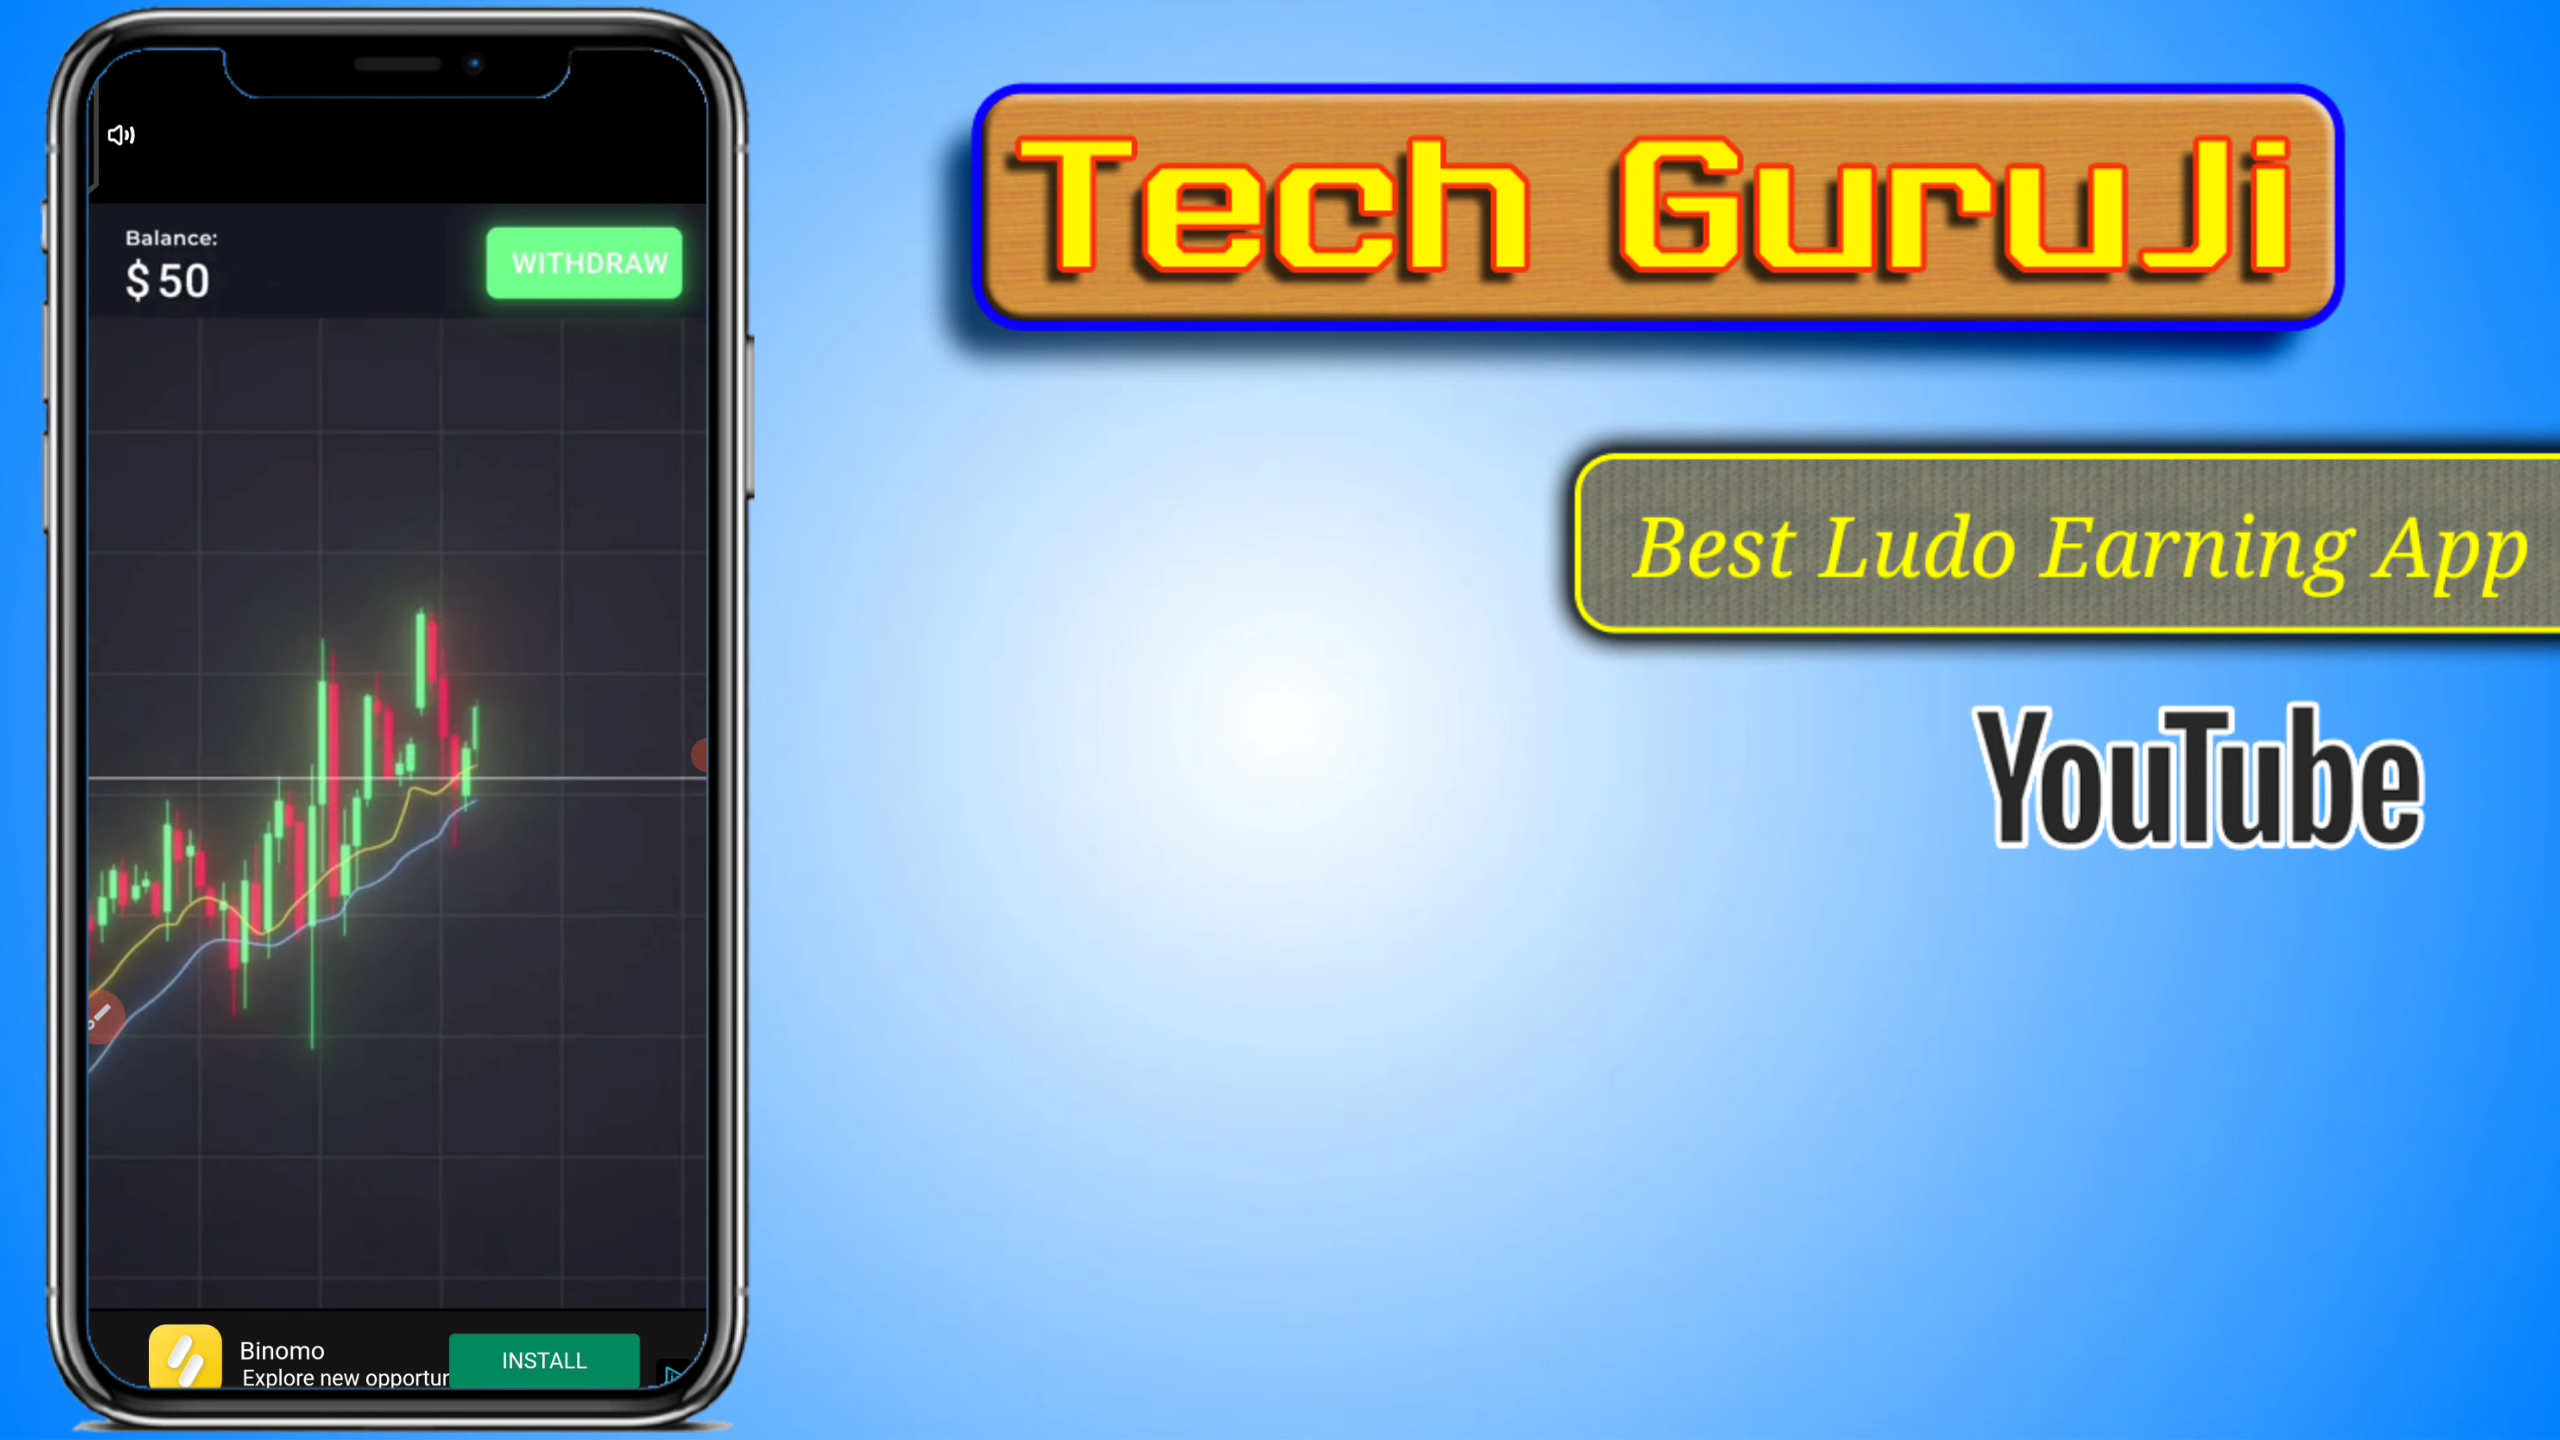 Balance:
$ 50
WITHDRAW
Binomo
Explore new opportur
INSTALL
Tech GuruJi
Best Ludo Earning App
YouTube